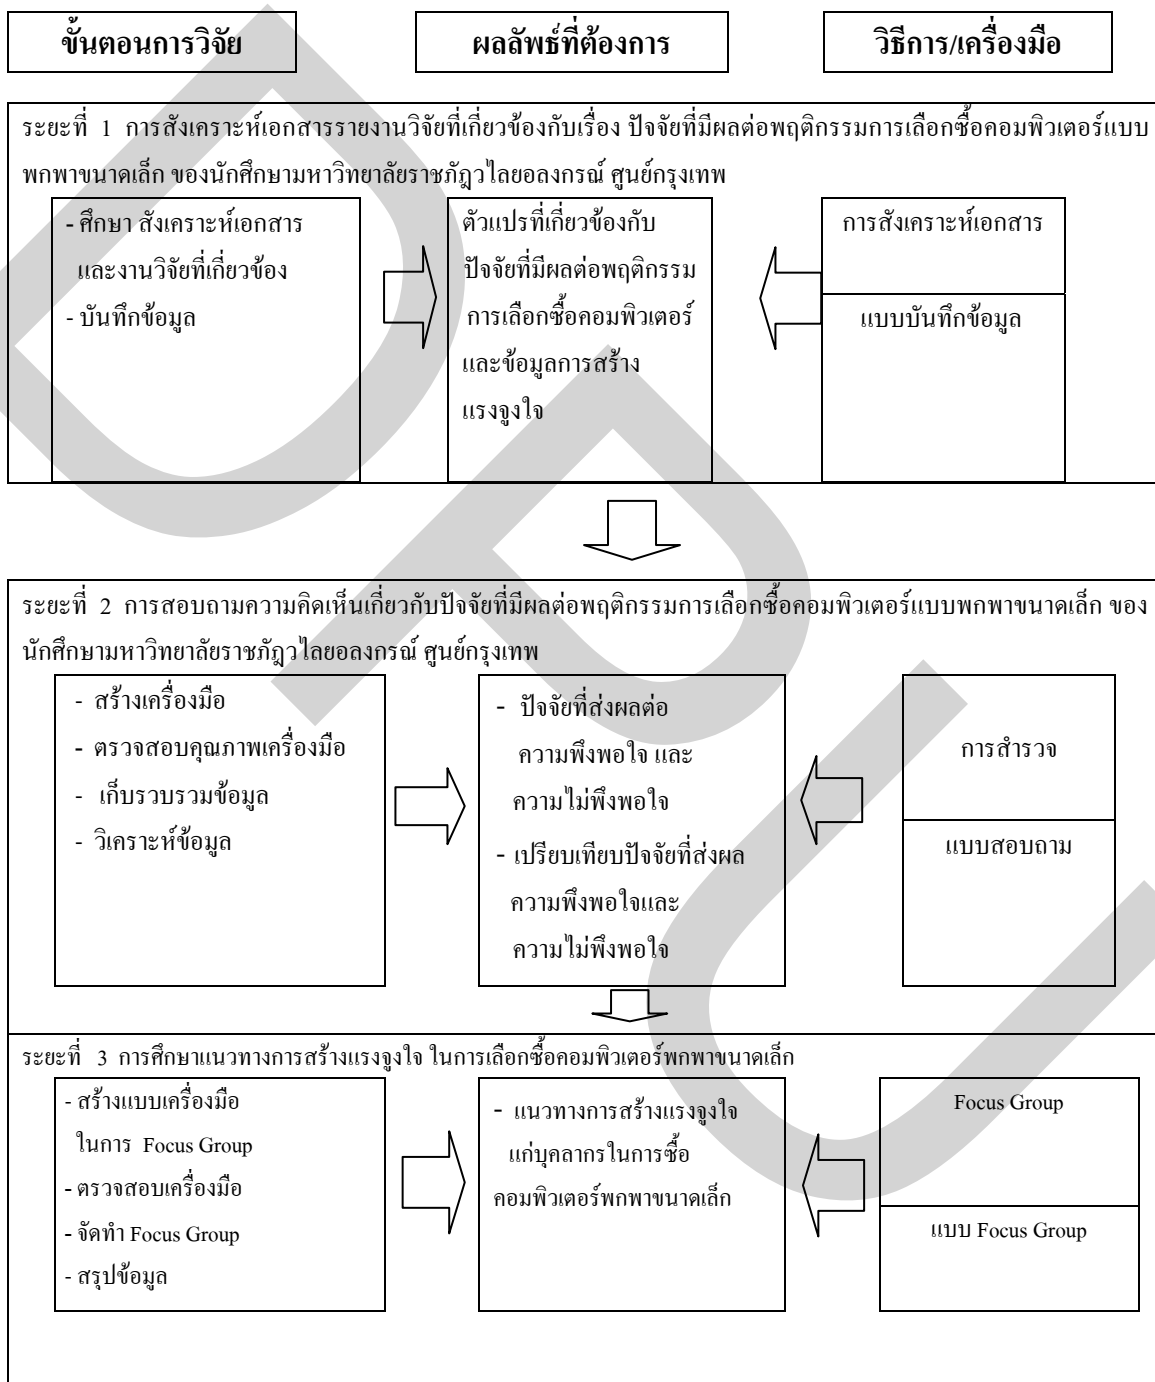 ขั้นตอนการวิจัย
ผลลัพธ์ที่ต้องการ
วิธีการ/เครื่องมือ
ระยะที่ 1 การสังเคราะห์เอกสารรายงานวิจัยที่เกี่ยวข้องกับเรื่อง ปัจจัยที่มีผลต่อพฤติกรรมการเลือกซื้อคอมพิวเตอร์แบบ
พกพาขนาดเล็ก ของนักศึกษามหาวิทยาลัยราชภัฎวไลยอลงกรณ์ ศูนย์กรุงเทพ
- ศึกษา สังเคราะห์เอกสาร
และงานวิจัยที่เกี่ยวข้อง
- บันทึกข้อมูล
ตัวแปรที่เกี่ยวข้องกับ
ปัจจัยที่มีผลต่อพฤติกรรม
การเลือกซื้อคอมพิวเตอร์
และข้อมูลการสร้าง
แรงจูงใจ
การสังเคราะห์เอกสาร
แบบบันทึกข้อมูล
ระยะที่ 2 การสอบถามความคิดเห็นเกี่ยวกับปัจจัยที่มีผลต่อพฤติกรรมการเลือกซื้อคอมพิวเตอร์แบบพกพาขนาดเล็ก ของ
นักศึกษามหาวิทยาลัยราชภัฎวไลยอลงกรณ์ ศูนย์กรุงเทพ
- สร้างเครื่องมือ
- ตรวจสอบคุณภาพเครื่องมือ
- เก็บรวบรวมข้อมูล
- วิเคราะห์ข้อมูล
- ปัจจัยที่ส่งผลต่อ
ความพึงพอใจ และ
ความไม่พึงพอใจ
- เปรียบเทียบปัจจัยที่ส่งผล
ความพึงพอใจและ
ความไม่พึงพอใจ
การสำรวจ
แบบสอบถาม
ระยะที่ 3 การศึกษาแนวทางการสร้างแรงจูงใจ ในการเลือกซื้อคอมพิวเตอร์พกพาขนาดเล็ก
- สร้างแบบเครื่องมือ
ในการ Focus Group
- ตรวจสอบเครื่องมือ
- จัดทำ Focus Group
- สรุปข้อมูล
- แนวทางการสร้างแรงจูงใจ
แก่บุคลากรในการซื้อ
คอมพิวเตอร์พกพาขนาดเล็ก
Focus Group
แบบ Focus Group
DPU